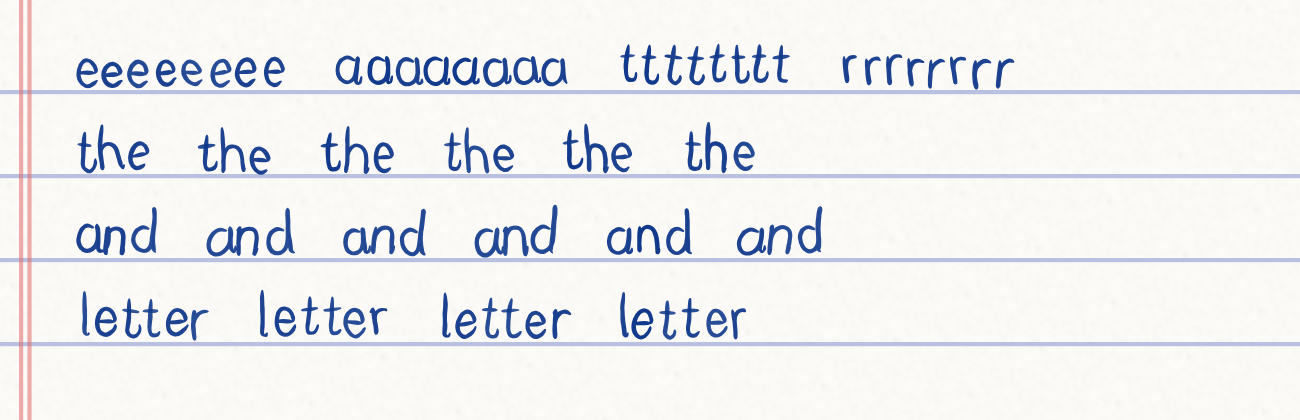 eeeeeeee aaaaaaaa tttttttt rrrrrrrr
the the the the the the
and and and and and and
letter letter letter letter